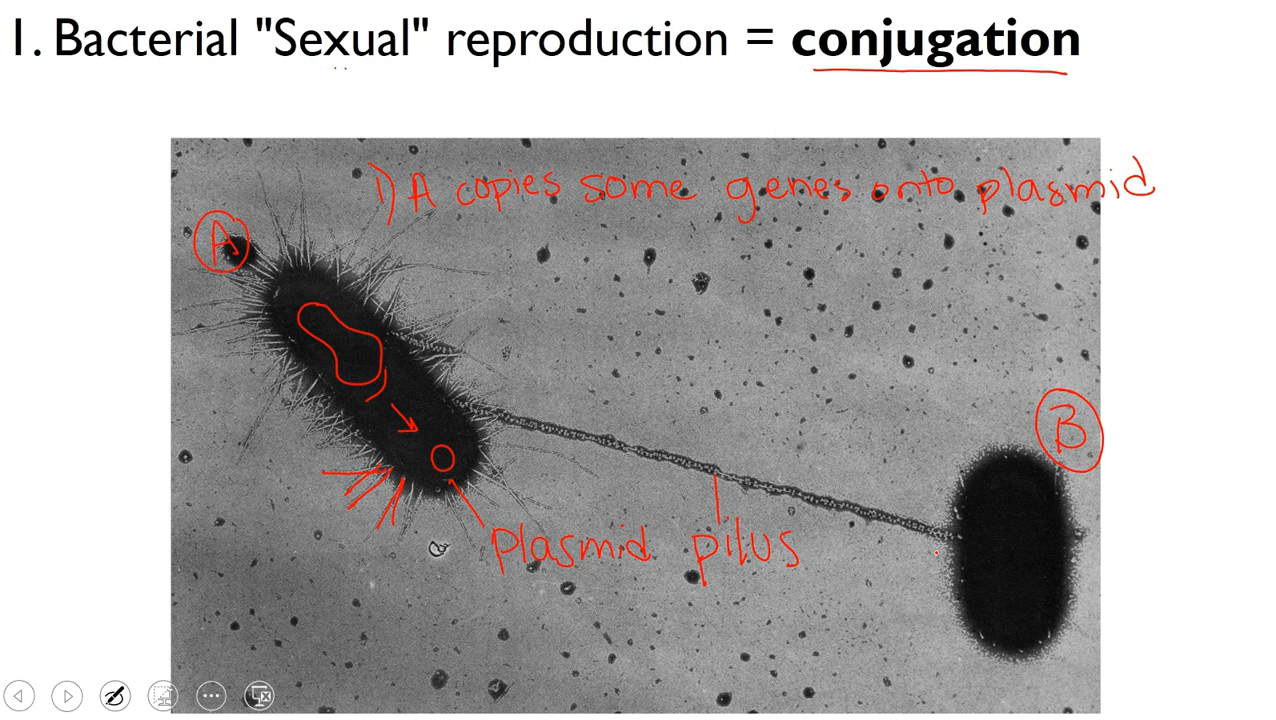 1. Bacterial "Sexual" reproduction = conjugation
1) A copies some genes onto plasmid
A
B
Plasmid pilus